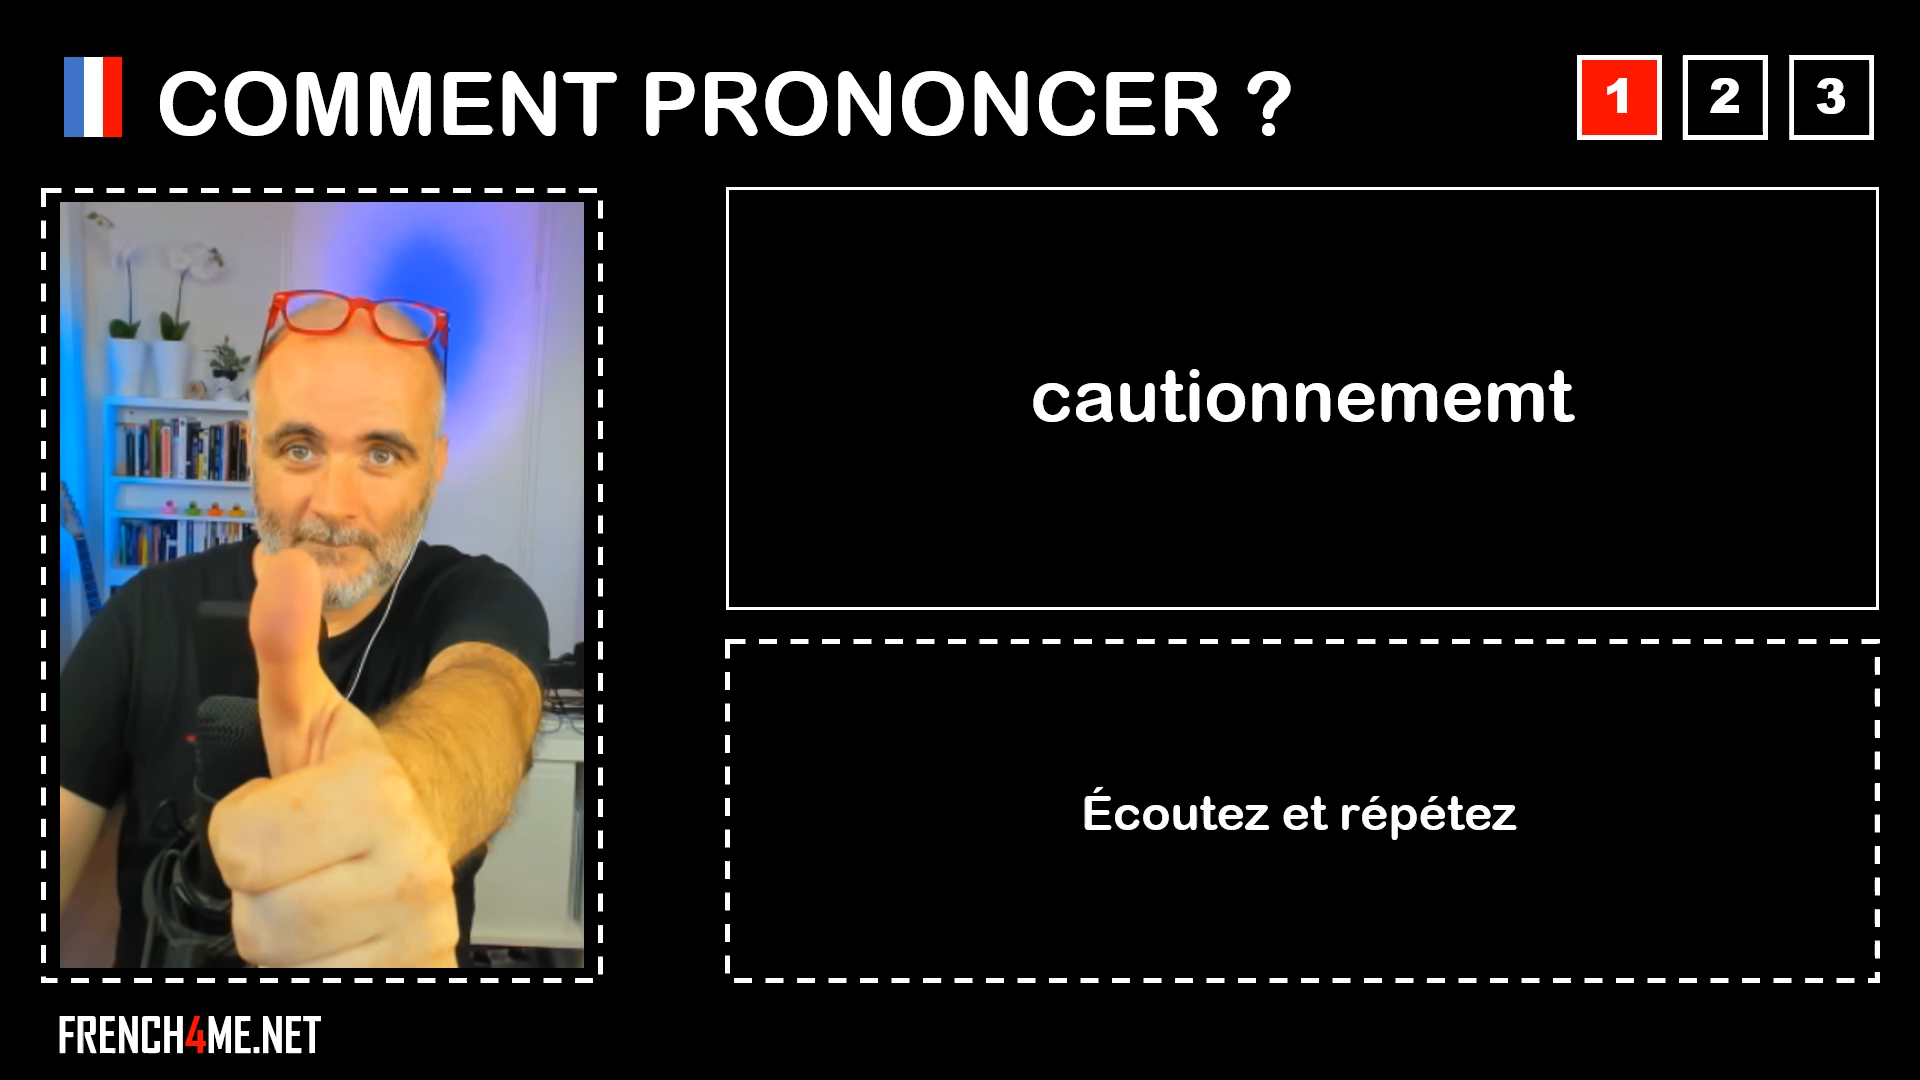 COMMENT PRONONCER ?
1 2 3
cautionnememt
Écoutez et répétez
FRENCH4ME.NET